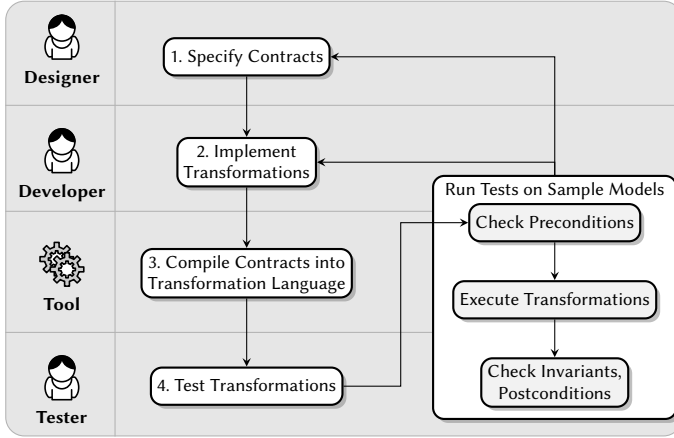 Designer
1. Specify Contracts
Developer
2. Implement
Transformations
Run Tests on Sample Models
Check Preconditions
Tool
3. Compile Contracts into
Transformation Language
Execute Transformations
Tester
4. Test Transformations
Check Invariants,
Postconditions